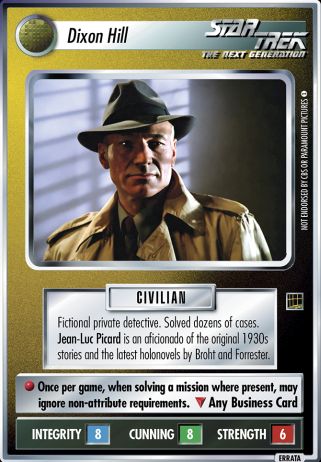 Dixon Hill
STAR TREK
THE NEXT GENERATION
NOT ENDORSED BY CBS OR PARAMOUNT PICTURES
CIVILIAN
Fictional private detective. Solved dozens of cases.
Jean-Luc Picard is an aficionado of the original 1930s
stories and the latest holonovels by Broht and Forrester.
Once per game, when solving a mission where present, may
ignore non-attribute requirements. ▼ Any Business Card
INTEGRITY 8 CUNNING 8 STRENGTH 6
ERRATA